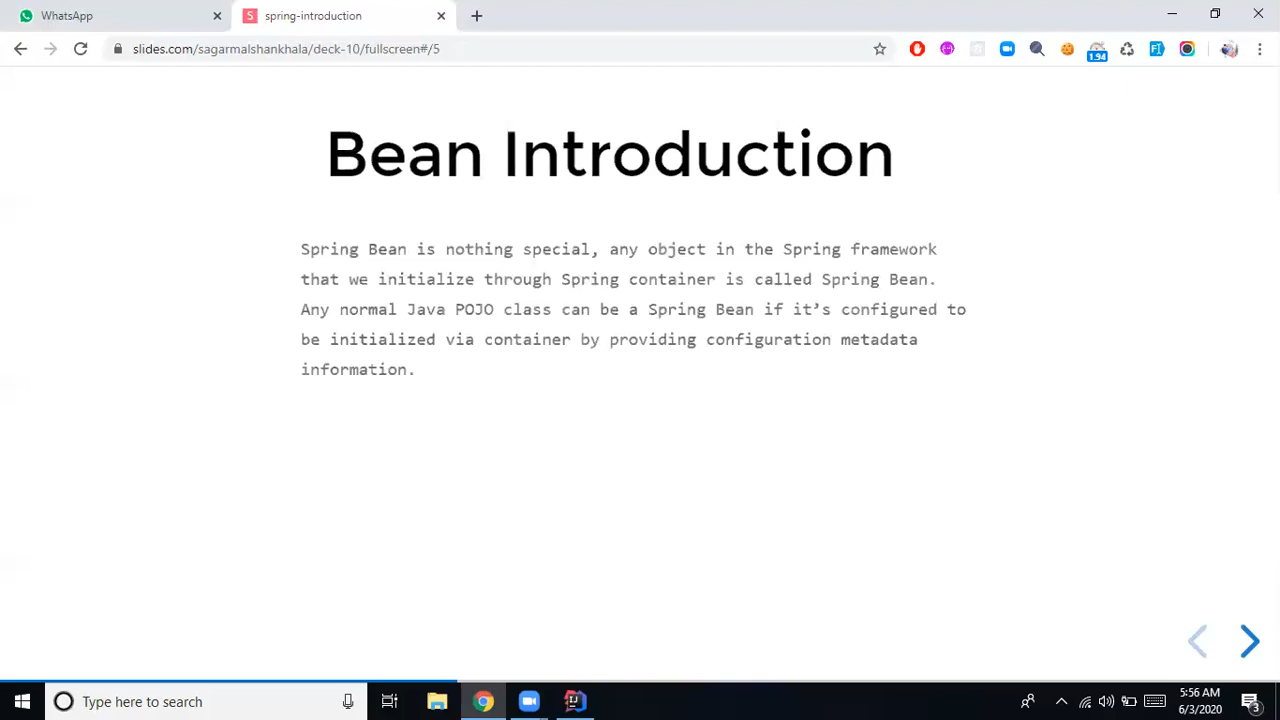 WhatsApp
spring-introduction
slides.com/sagarmalshankhala/deck-10/fullscreen#/5
1.94
Bean Introduction
Spring Bean is nothing special, any object in the Spring framework
that we initialize through Spring container is called Spring Bean.
Any normal Java POJO class can be a Spring Bean if it’s configured to
be initialized via container by providing configuration metadata
information.
Type here to search
5:56 AM
6/3/2020
3